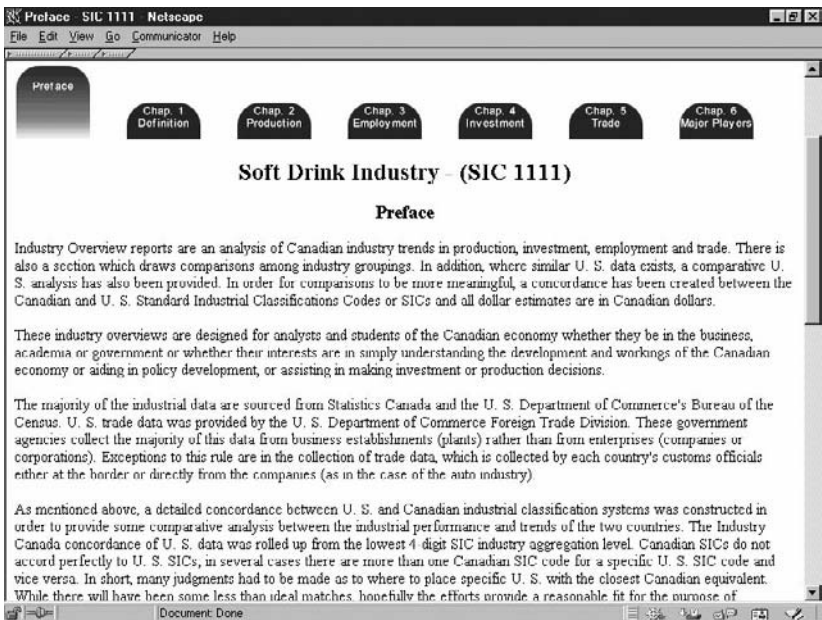 Preface - SIC 1111 - Netscape
File Edit View Go Communicator Help
Preface
Chap. 1
Definition
Chap. 2
Production
Chap. 3
Employment
Chap. 4
Investment
Chap. 5
Trade
Chap. 6
Major Players
Soft Drink Industry - (SIC 1111)
Preface
Industry Overview reports are an analysis of Canadian industry trends in production, investment, employment and trade. There is
also a section which draws comparisons among industry groupings. In addition, where similar U. S. data exists, a comparative U.
S. analysis has also been provided. In order for comparisons to be more meaningful, a concordance has been created between the
Canadian and U. S. Standard Industrial Classifications Codes or SICs and all dollar estimates are in Canadian dollars.
These industry overviews are designed for analysts and students of the Canadian economy whether they be in the business,
academia or government or whether their interests are in simply understanding the development and workings of the Canadian
economy or aiding in policy development, or assisting in making investment or production decisions.
The majority of the industrial data are sourced from Statistics Canada and the U. S. Department of Commerce's Bureau of the
Census. U. S. trade data was provided by the U. S. Department of Commerce Foreign Trade Division. These government
agencies collect the majority of this data from business establishments (plants) rather than from enterprises (companies or
corporations). Exceptions to this rule are in the collection of trade data, which is collected by each country's customs officials
either at the border or directly from the companies (as in the case of the auto industry)
As mentioned above, a detailed concordance between U. S. and Canadian industrial classification systems was constructed in
order to provide some comparative analysis between the industrial performance and trends of the two countries. The Industry
Canada concordance of U. S. data was rolled up from the lowest 4-digit SIC industry aggregation level. Canadian SICs do not
accord perfectly to U. S. SICs, in several cases there are more than one Canadian SIC code for a specific U. S. SIC code and
vice versa. In short, many judgments had to be made as to where to place specific U. S. with the closest Canadian equivalent.
While there will have been some less than ideal matches, hopefully the efforts provide a reasonable fit for the purpose of
Document: Done